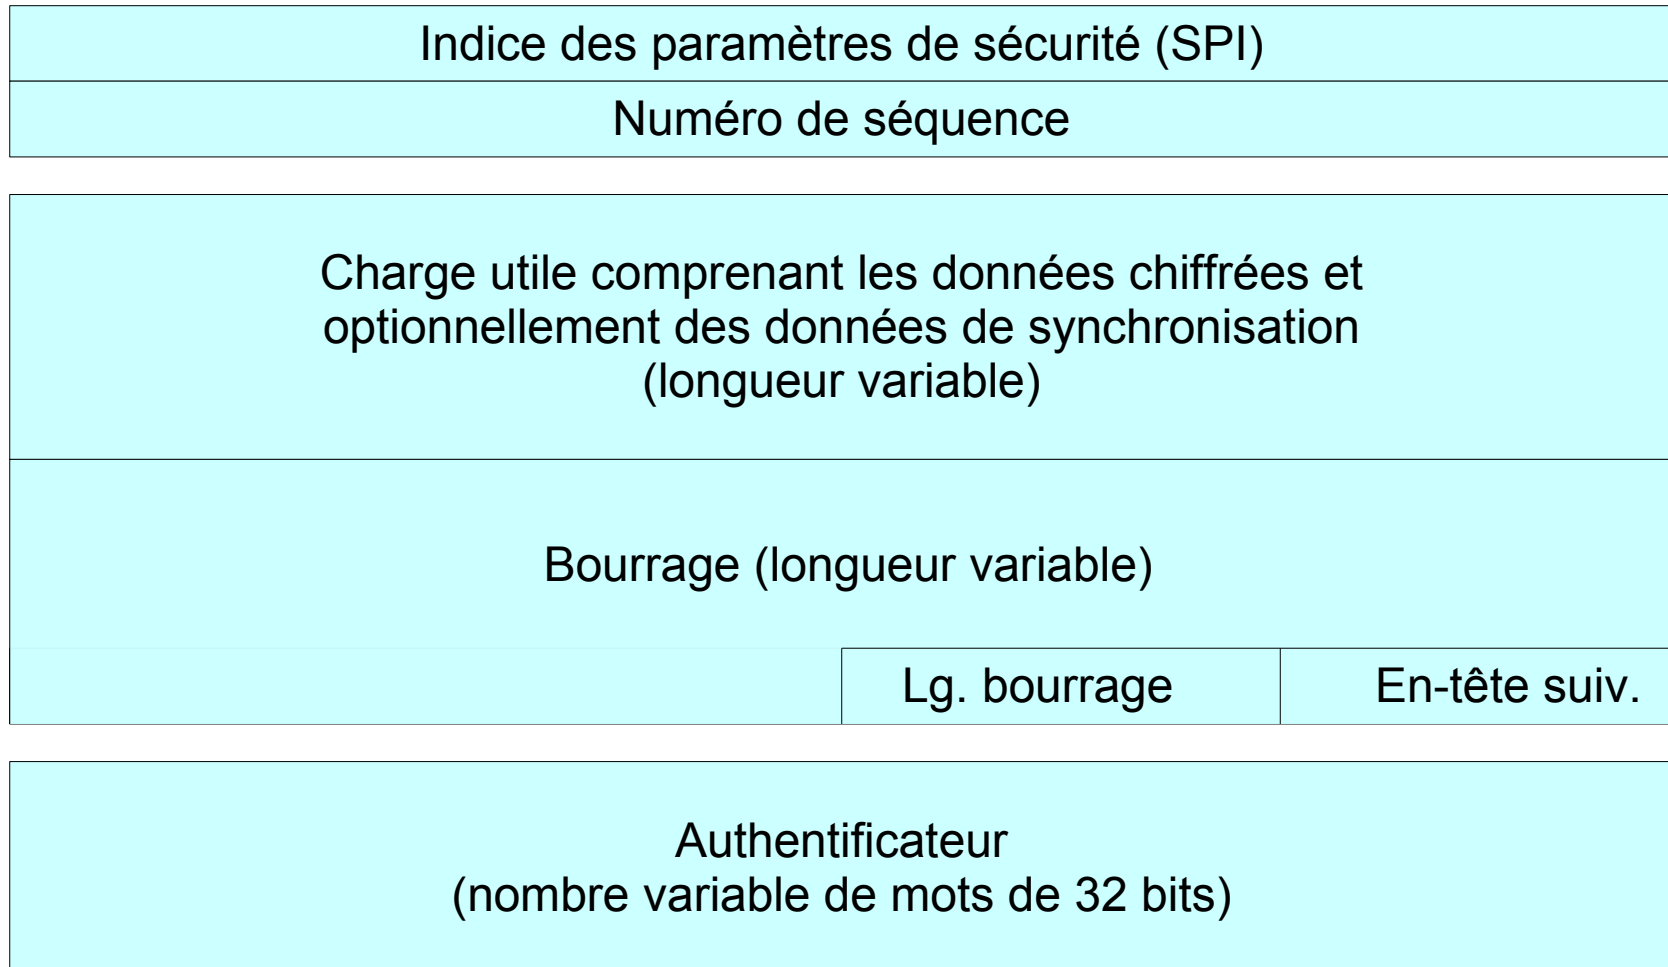 Indice des paramètres de sécurité (SPI)
Numéro de séquence
Charge utile comprenant les données chiffrées et
optionnellement des données de synchronisation
(longueur variable)
Bourrage (longueur variable)
Lg. bourrage
En-tête suiv.
Authentificateur
(nombre variable de mots de 32 bits)